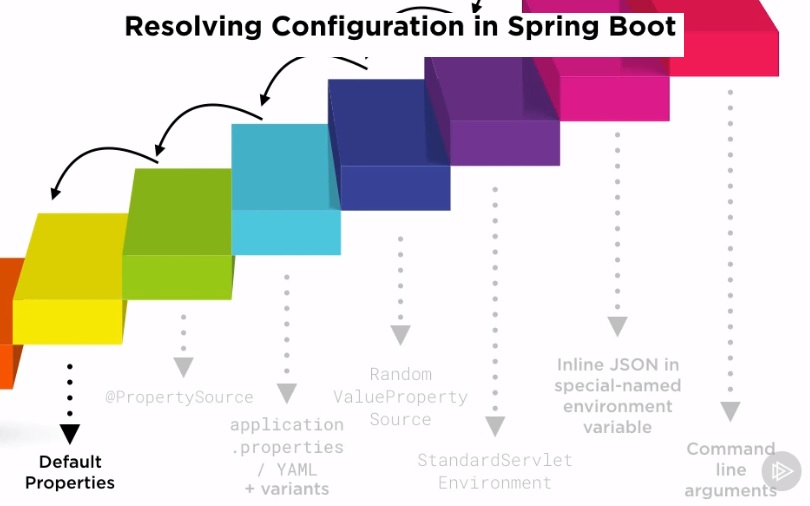 Resolving Configuration in Spring Boot
Default
Properties
@PropertySource
application
.properties
/ YAML
+ variants
Random
ValueProperty
Source
StandardServlet
Environment
Inline JSON in
special-named
environment
variable
Command
line
arguments